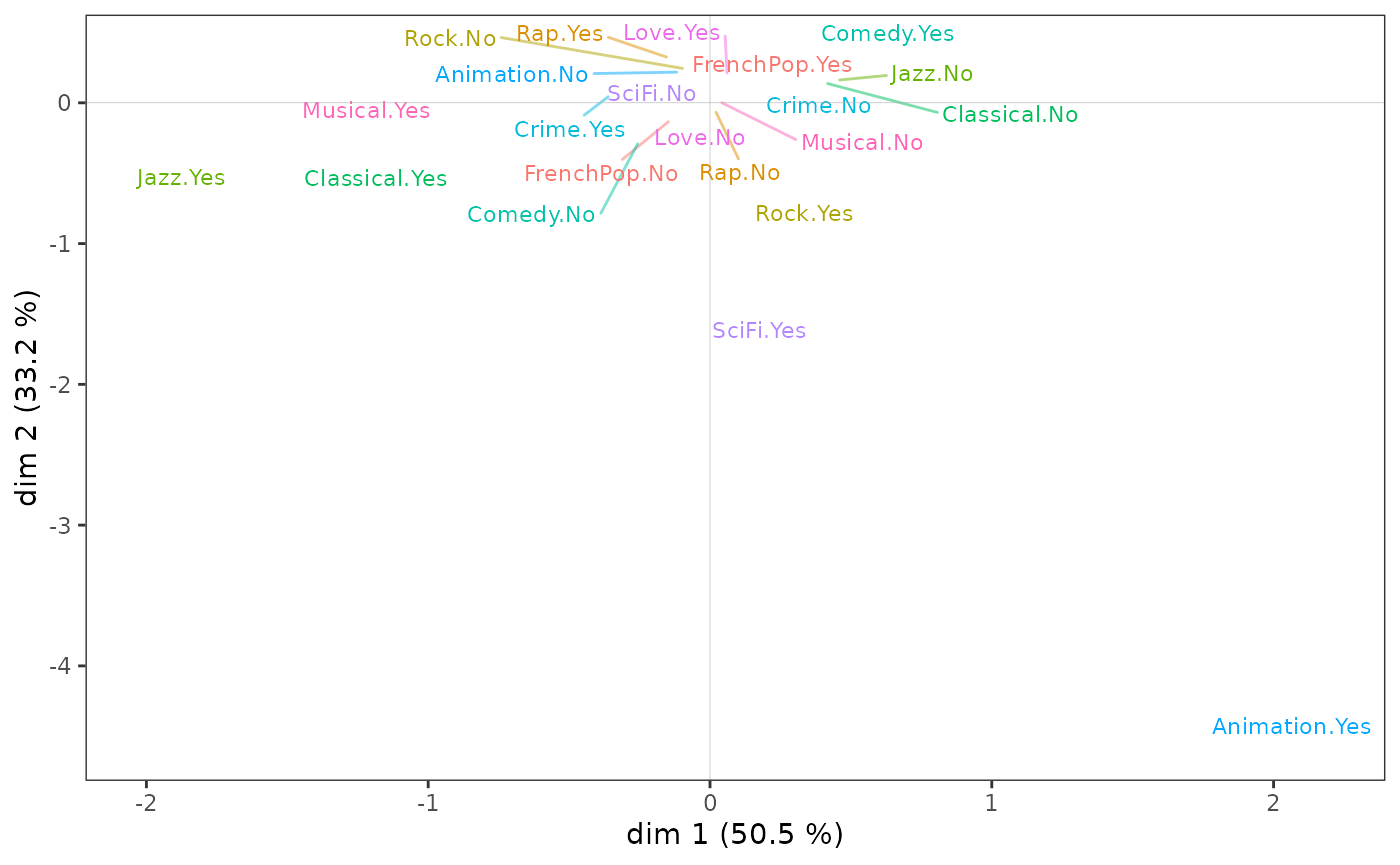 Rap.Yes
Love.Yes
Comedy.Yes
Rock.No
FrenchPop.Yes
Animation.No
Jazz.No
SciFi.No
0
Crime.No
Musical.Yes
Classical.No
Crime.Yes
Love.No
Musical.No
Jazz.Yes
Classical.Yes
FrenchPop.No
Rap.No
Comedy.No
Rock.Yes
-1
SciFi.Yes
-2
-3
-4
Animation.Yes
dim 2 (33.2 %)
-2
-1
0
1
2
dim 1 (50.5 %)